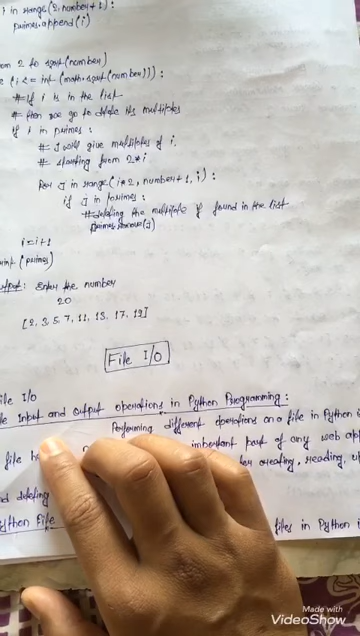 in range(2, number+1):
primes.append(i)
from 2 to sqrt(number)
(i <= int (math.sqrt(number))):
# If i is in the list
# then we go to delete its multiples
if i in primes:
# J will give multiples of i,
# starting from 2*i
for J in range(i*2, number+1, i):
if J in primes:
# deleting the multiple if found in the list
primes.remove(J)
i=i+1
print (primes)
Output: Enter the number
20
[2, 3, 5, 7, 11, 13, 17, 19]
File I/O
File I/O
File Input and output operations in Python Programming:
Performing different operations on a file in Python is
file important part of any web app
for creating, reading, up
and deleting
Python File files in Python i
Made with
VideoShow